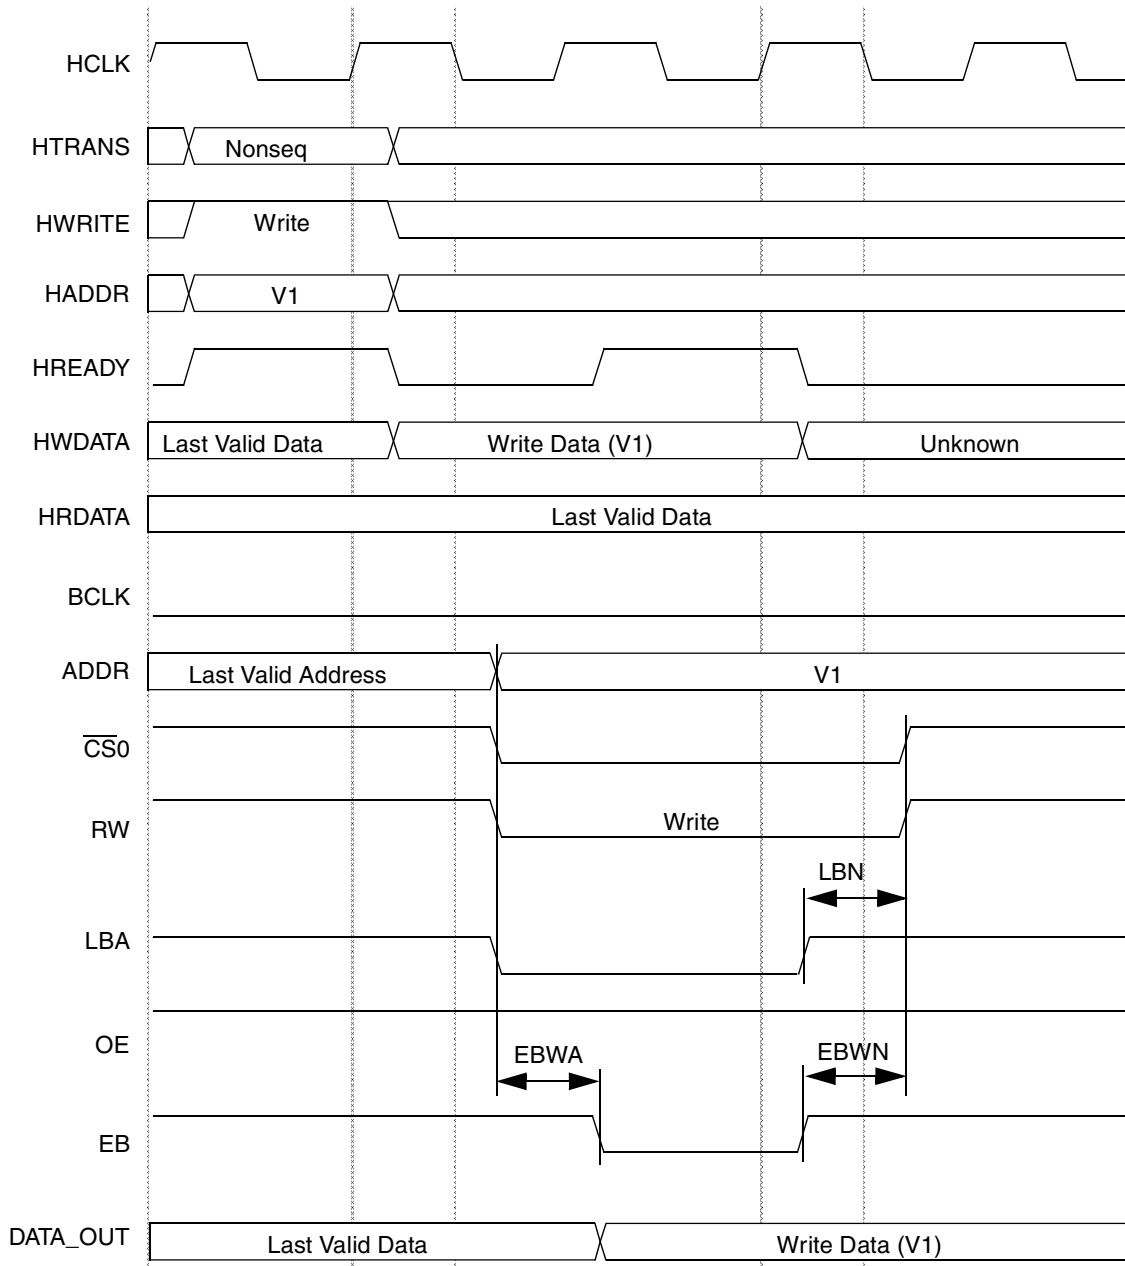 HCLK
HTRANS Nonseq
HWRITE Write
HADDR V1
HREADY
HWDATA Last Valid Data Write Data (V1) Unknown
HRDATA Last Valid Data
BCLK
ADDR Last Valid Address V1
CS0
RW Write
LBN
LBA
OE EBWA EBWN
EB
DATA_OUT Last Valid Data Write Data (V1)